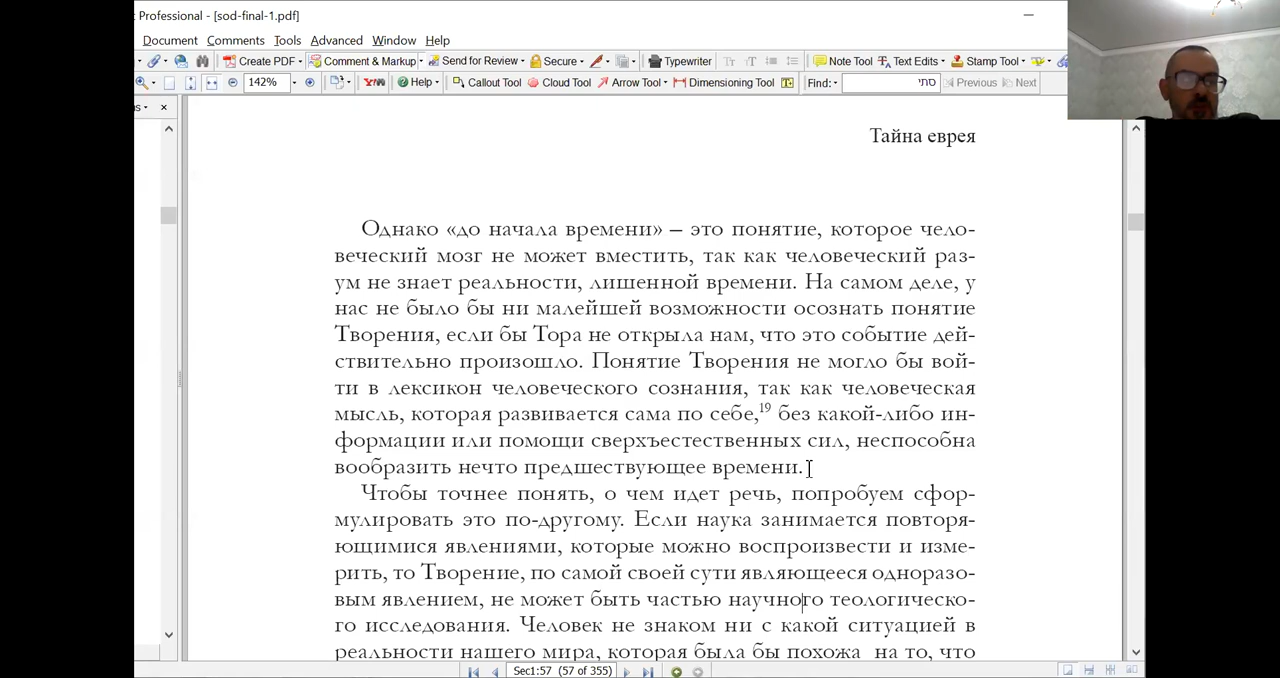 Professional - [sod-final-1.pdf]
Document Comments Tools Advanced Window Help
Create PDF Comment & Markup Send for Review Secure Typewriter Note Tool Text Edits Stamp Tool
142% Help Callout Tool Cloud Tool Arrow Tool Dimensioning Tool Find: סתי Previous Next
Тайна еврея
Однако «до начала времени» – это понятие, которое чело-
веческий мозг не может вместить, так как человеческий раз-
ум не знает реальности, лишенной времени. На самом деле, у
нас не было бы ни малейшей возможности осознать понятие
Творения, если бы Тора не открыла нам, что это событие дей-
ствительно произошло. Понятие Творения не могло бы вой-
ти в лексикон человеческого сознания, так как человеческая
мысль, которая развивается сама по себе,19 без какой-либо ин-
формации или помощи сверхъестественных сил, неспособна
вообразить нечто предшествующее времени.
Чтобы точнее понять, о чем идет речь, попробуем сфор-
мулировать это по-другому. Если наука занимается повторя-
ющимися явлениями, которые можно воспроизвести и изме-
рить, то Творение, по самой своей сути являющееся одноразо-
вым явлением, не может быть частью научного теологическо-
го исследования. Человек не знаком ни с какой ситуацией в
реальности нашего мира, которая была бы похожа на то, что
Sec1:57 (57 of 355)